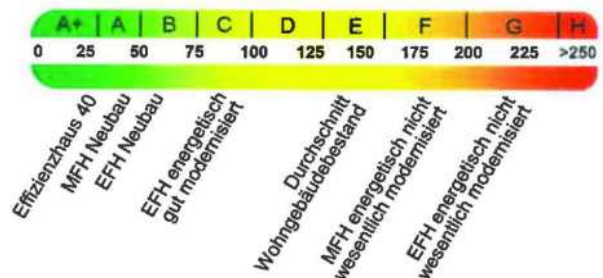 A+ A B C D E F G H
0 25 50 75 100 125 150 175 200 225 >250
Effizienzhaus 40
MFH Neubau
EFH Neubau
EFH energetisch
gut modernisiert
Durchschnitt
Wohngebäudebestand
MFH energetisch nicht
wesentlich modernisiert
EFH energetisch nicht
wesentlich modernisiert